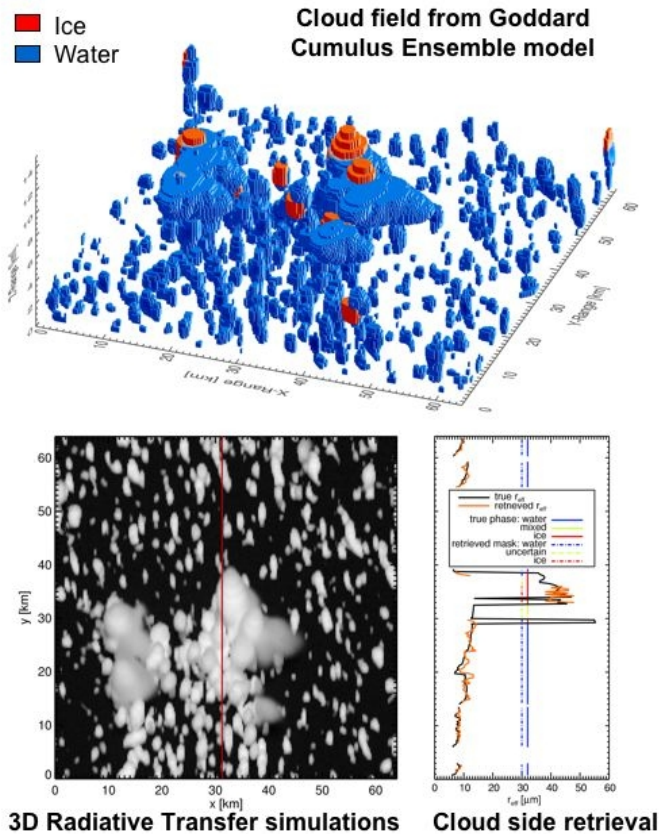 Cloud field from Goddard
Cumulus Ensemble model
Ice
Water
0
10
20
30
40
50
60
X-Range [km]
0
10
20
30
40
50
60
Y-Range [km]
60
50
40
30
20
10
0
y [km]
0 10 20 30 40 50 60
x [km]
true r_eff
retrieved r_eff
true phase: water
mixed
ice
retrieved mask: water
uncertain
ice
0 10 20 30 40 50 60
r_eff [µm]
3D Radiative Transfer simulations
Cloud side retrieval